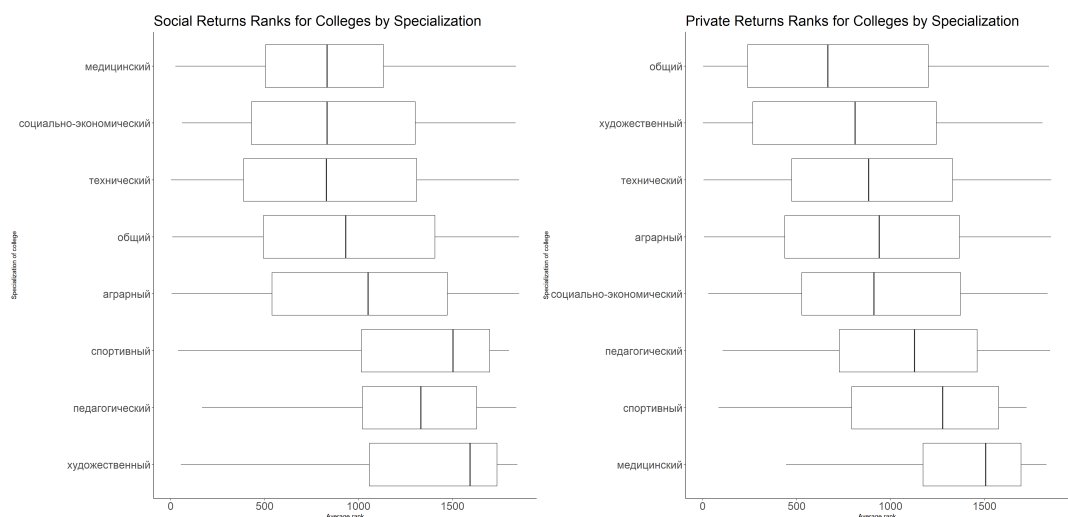 Social Returns Ranks for Colleges by Specialization
медицинский
социально-экономический
технический
общий
аграрный
спортивный
педагогический
художественный
Specialization of college
0 500 1000 1500
Average rank
Private Returns Ranks for Colleges by Specialization
общий
художественный
технический
аграрный
социально-экономический
педагогический
спортивный
медицинский
Specialization of college
0 500 1000 1500
Average rank